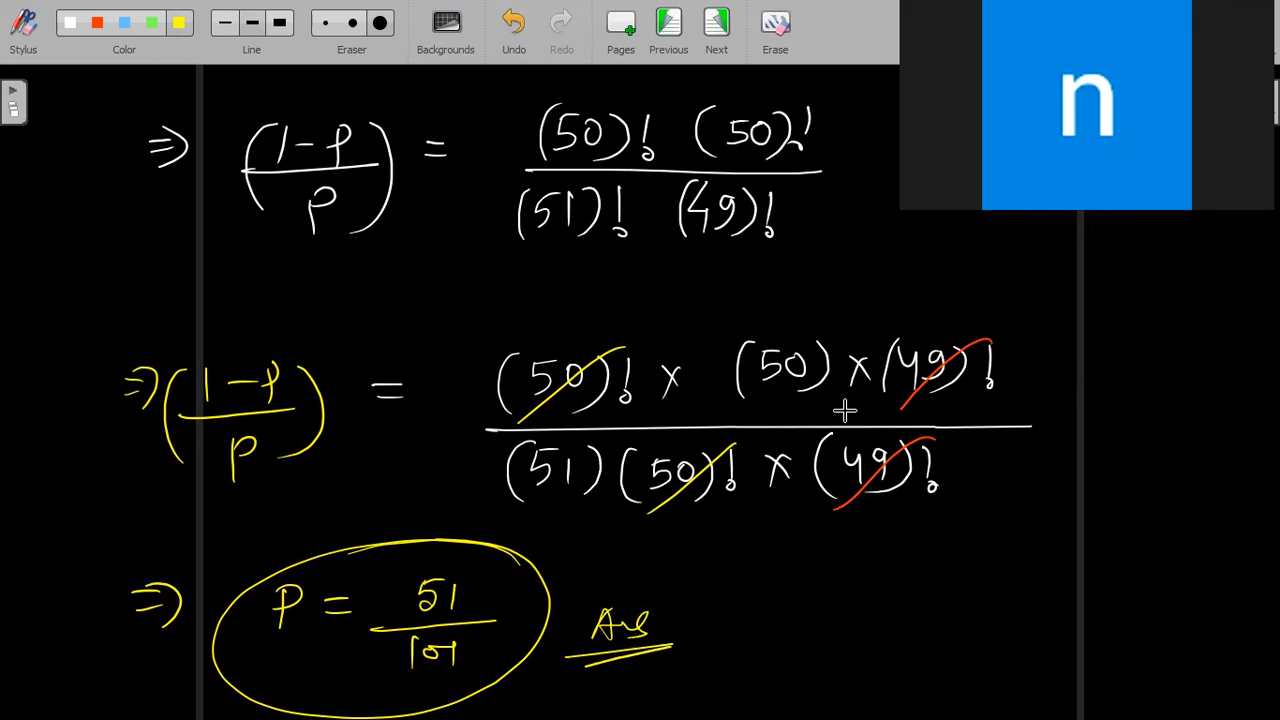 Stylus Color Line Eraser Backgrounds Undo Redo Pages Previous Next Erase
n
⇒ (1-p / p) = (50)! (50)! / (51)! (49)!
⇒ (1-p / p) = (50)! × (50) × (49)! / (51) (50)! × (49)!
⇒ p = 51 / 101 Ans